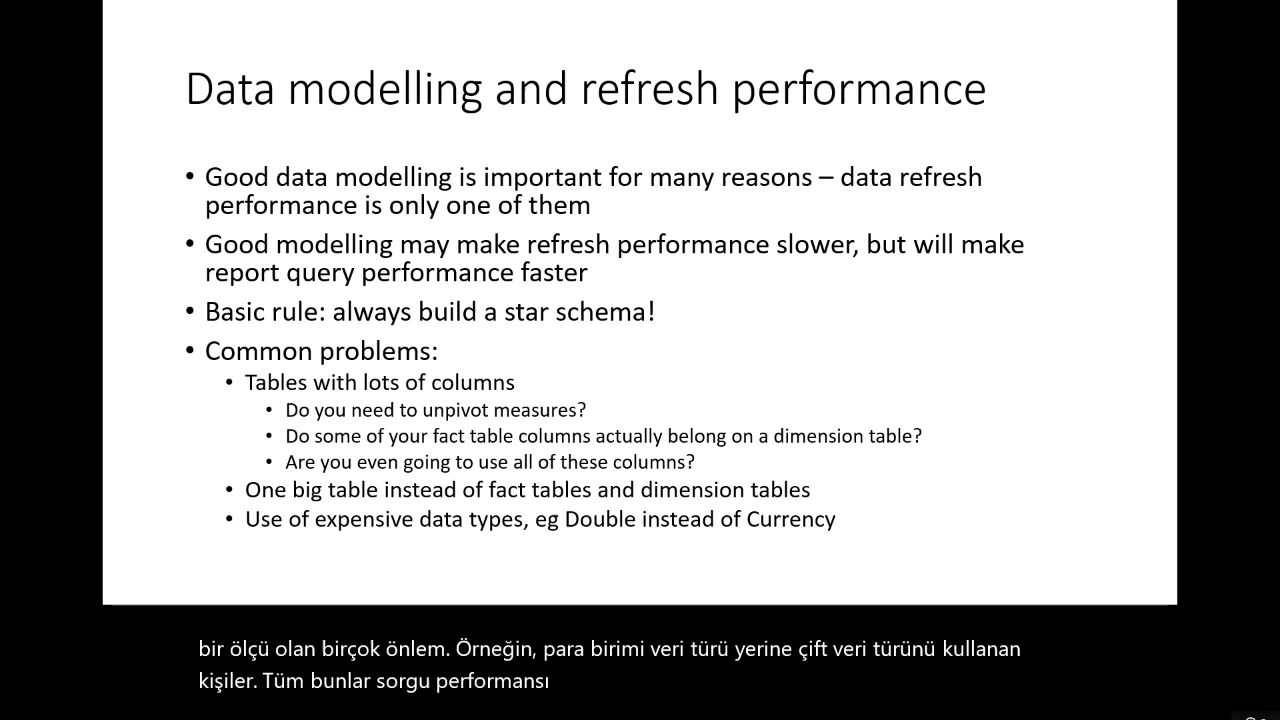 Data modelling and refresh performance
• Good data modelling is important for many reasons – data refresh
performance is only one of them
• Good modelling may make refresh performance slower, but will make
report query performance faster
• Basic rule: always build a star schema!
• Common problems:
• Tables with lots of columns
• Do you need to unpivot measures?
• Do some of your fact table columns actually belong on a dimension table?
• Are you even going to use all of these columns?
• One big table instead of fact tables and dimension tables
• Use of expensive data types, eg Double instead of Currency
bir ölçü olan birçok önlem. Örneğin, para birimi veri türü yerine çift veri türünü kullanan
kişiler. Tüm bunlar sorgu performansı